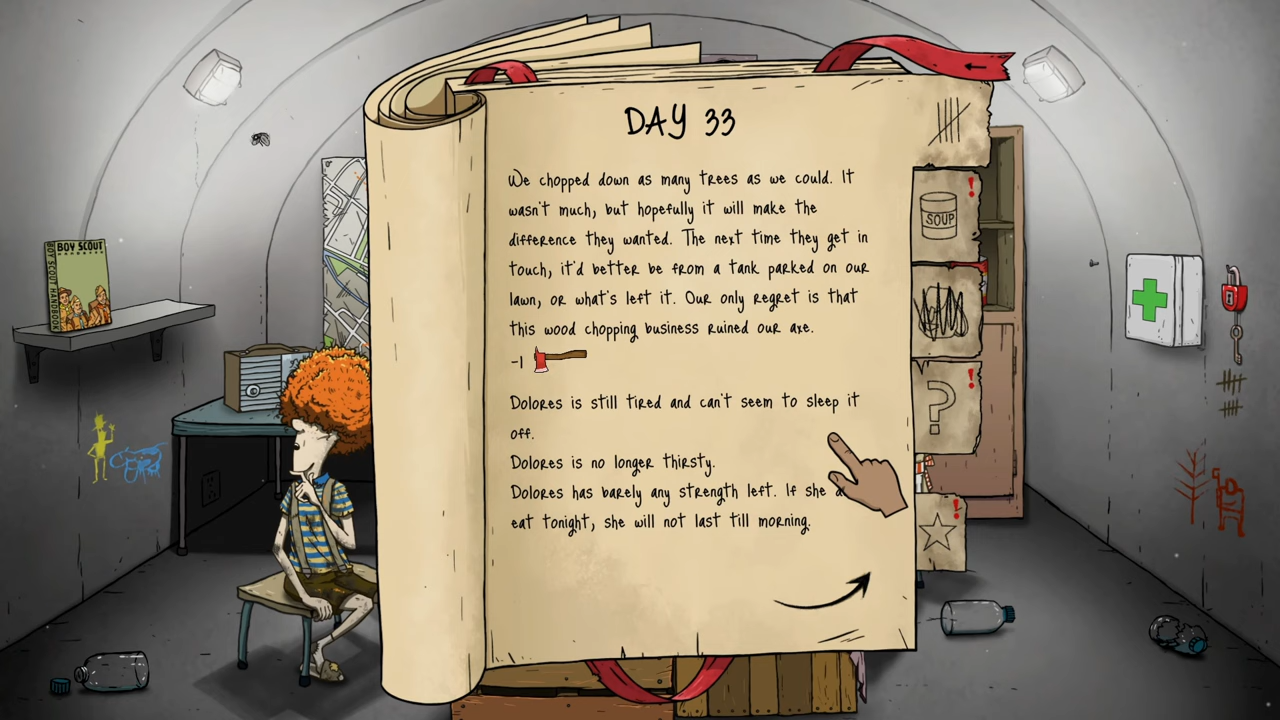 DAY 33
We chopped down as many trees as we could. It
wasn't much, but hopefully it will make the
difference they wanted. The next time they get in
touch, it'd better be from a tank parked on our
lawn, or what's left it. Our only regret is that
this wood chopping business ruined our axe.
-1
Dolores is still tired and can't seem to sleep it
off.
Dolores is no longer thirsty.
Dolores has barely any strength left. If she
eat tonight, she will not last till morning.
SOUP
?
BOY SCOUT
BOY SCOUT HANDBOOK